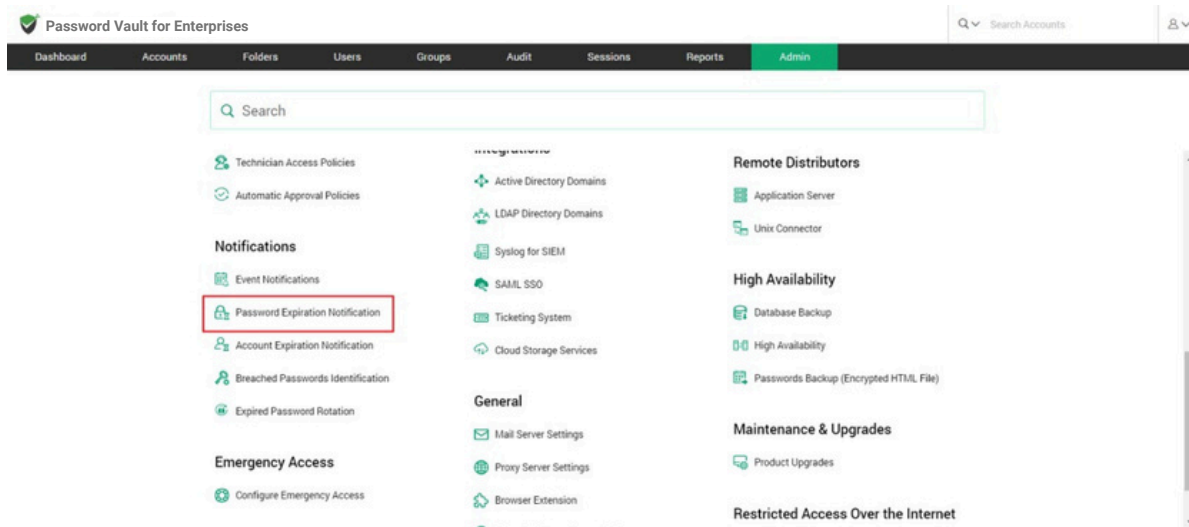 Password Vault for Enterprises
Search Accounts
Dashboard Accounts Folders Users Groups Audit Sessions Reports Admin
Search
Technician Access Policies
Automatic Approval Policies
Notifications
Event Notifications
Password Expiration Notification
Account Expiration Notification
Breached Passwords Identification
Expired Password Rotation
Emergency Access
Configure Emergency Access
Integrations
Active Directory Domains
LDAP Directory Domains
Syslog for SIEM
SAML SSO
Ticketing System
Cloud Storage Services
General
Mail Server Settings
Proxy Server Settings
Browser Extension
Remote Distributors
Application Server
Unix Connector
High Availability
Database Backup
High Availability
Passwords Backup (Encrypted HTML File)
Maintenance & Upgrades
Product Upgrades
Restricted Access Over the Internet